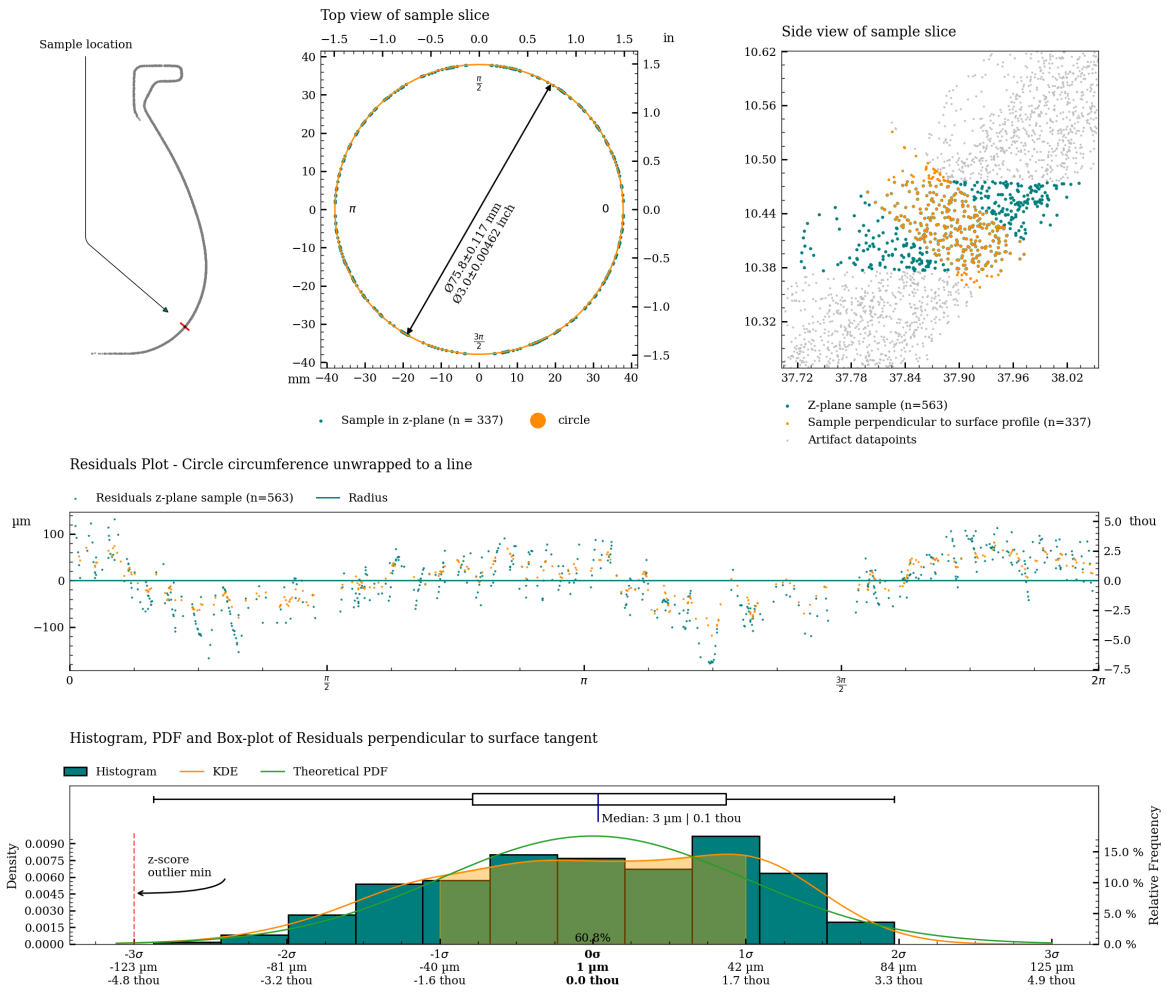 Top view of sample slice
Side view of sample slice
Sample location
−1.5 −1.0 −0.5 0.0 0.5 1.0 1.5 in
40
30
20
10
0
−10
−20
−30
−40
1.5
1.0
0.5
0.0
−0.5
−1.0
−1.5
π/2
π
0
3π/2
Ø75.8±0.117 mm
Ø3.0±0.00462 inch
mm −40 −30 −20 −10 0 10 20 30 40
Sample in z-plane (n = 337) circle
10.62
10.56
10.50
10.44
10.38
10.32
37.72 37.78 37.84 37.90 37.96 38.02
Z-plane sample (n=563)
Sample perpendicular to surface profile (n=337)
Artifact datapoints
Residuals Plot - Circle circumference unwrapped to a line
Residuals z-plane sample (n=563) Radius
µm
100
0
−100
5.0 thou
2.5
0.0
−2.5
−5.0
−7.5
0 π/2 π 3π/2 2π
Histogram, PDF and Box-plot of Residuals perpendicular to surface tangent
Histogram KDE Theoretical PDF
Median: 3 µm | 0.1 thou
Density
0.0090
0.0075
0.0060
0.0045
0.0030
0.0015
0.0000
z-score
outlier min
60.8%
Relative Frequency
15.0 %
10.0 %
5.0 %
0.0 %
-3σ -2σ -1σ 0σ 1σ 2σ 3σ
-123 µm -81 µm -40 µm 1 µm 42 µm 84 µm 125 µm
-4.8 thou -3.2 thou -1.6 thou 0.0 thou 1.7 thou 3.3 thou 4.9 thou